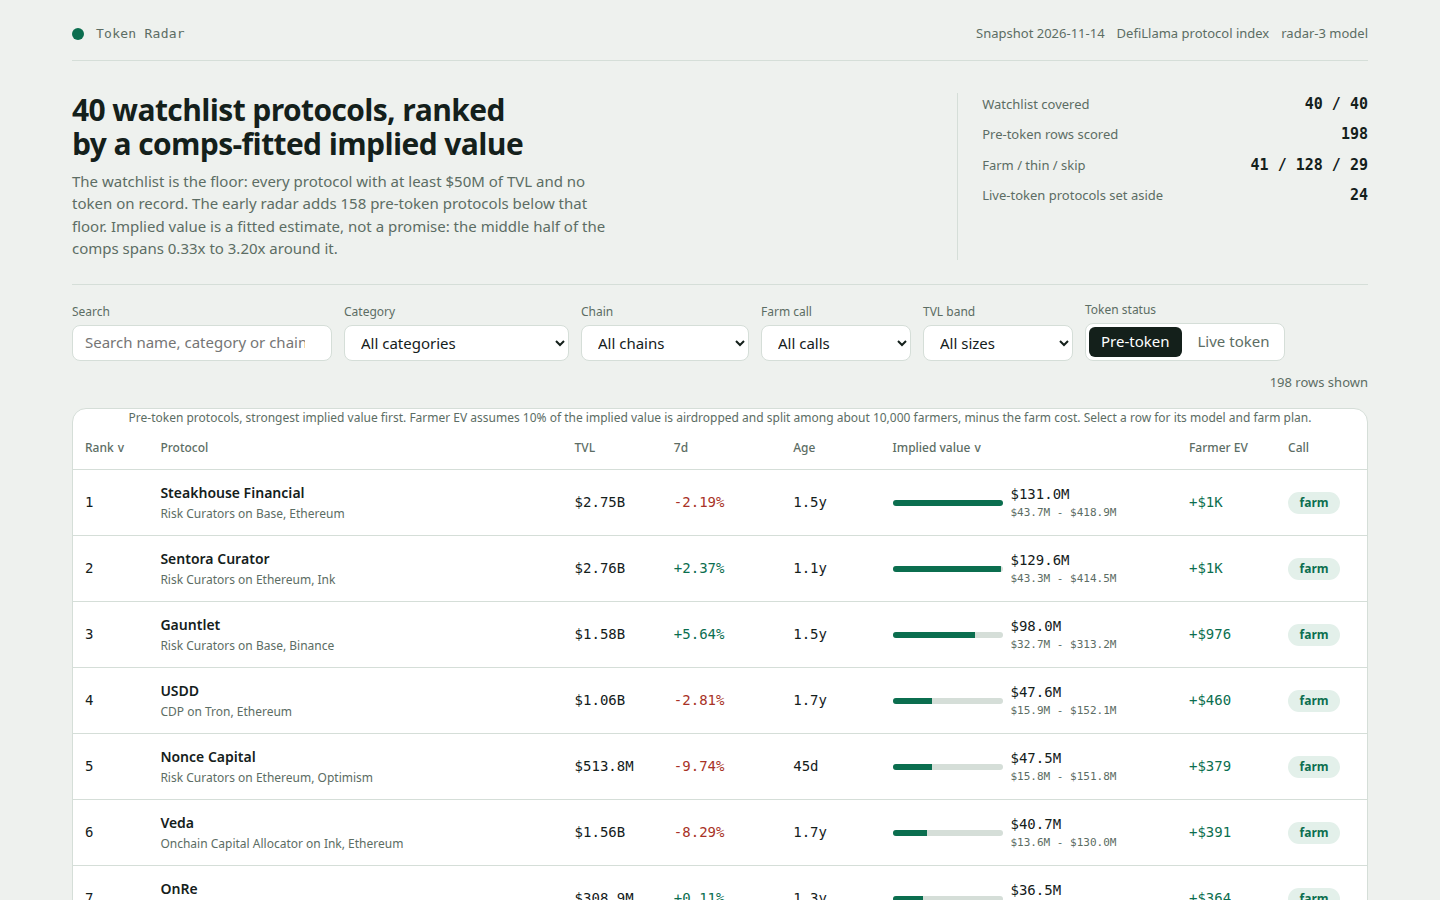 Token Radar
Snapshot 2026-11-14 DefiLlama protocol index radar-3 model
40 watchlist protocols, ranked
by a comps-fitted implied value
The watchlist is the floor: every protocol with at least $50M of TVL and no
token on record. The early radar adds 158 pre-token protocols below that
floor. Implied value is a fitted estimate, not a promise: the middle half of the
comps spans 0.33x to 3.20x around it.
Watchlist covered 40 / 40
Pre-token rows scored 198
Farm / thin / skip 41 / 128 / 29
Live-token protocols set aside 24
Search Category Chain Farm call TVL band Token status
Search name, category or chain All categories All chains All calls All sizes Pre-token Live token
198 rows shown
Pre-token protocols, strongest implied value first. Farmer EV assumes 10% of the implied value is airdropped and split among about 10,000 farmers, minus the farm cost. Select a row for its model and farm plan.
Rank v Protocol TVL 7d Age Implied value v Farmer EV Call
1 Steakhouse Financial $2.75B -2.19% 1.5y $131.0M +$1K farm
Risk Curators on Base, Ethereum $43.7M - $418.9M
2 Sentora Curator $2.76B +2.37% 1.1y $129.6M +$1K farm
Risk Curators on Ethereum, Ink $43.3M - $414.5M
3 Gauntlet $1.58B +5.64% 1.5y $98.0M +$976 farm
Risk Curators on Base, Binance $32.7M - $313.2M
4 USDD $1.06B -2.81% 1.7y $47.6M +$460 farm
CDP on Tron, Ethereum $15.9M - $152.1M
5 Nonce Capital $513.8M -9.74% 45d $47.5M +$379 farm
Risk Curators on Ethereum, Optimism $15.8M - $151.8M
6 Veda $1.56B -8.29% 1.7y $40.7M +$391 farm
Onchain Capital Allocator on Ink, Ethereum $13.6M - $130.0M
7 OnRe $308.9M +0.11% 1.3y $36.5M +$364 farm